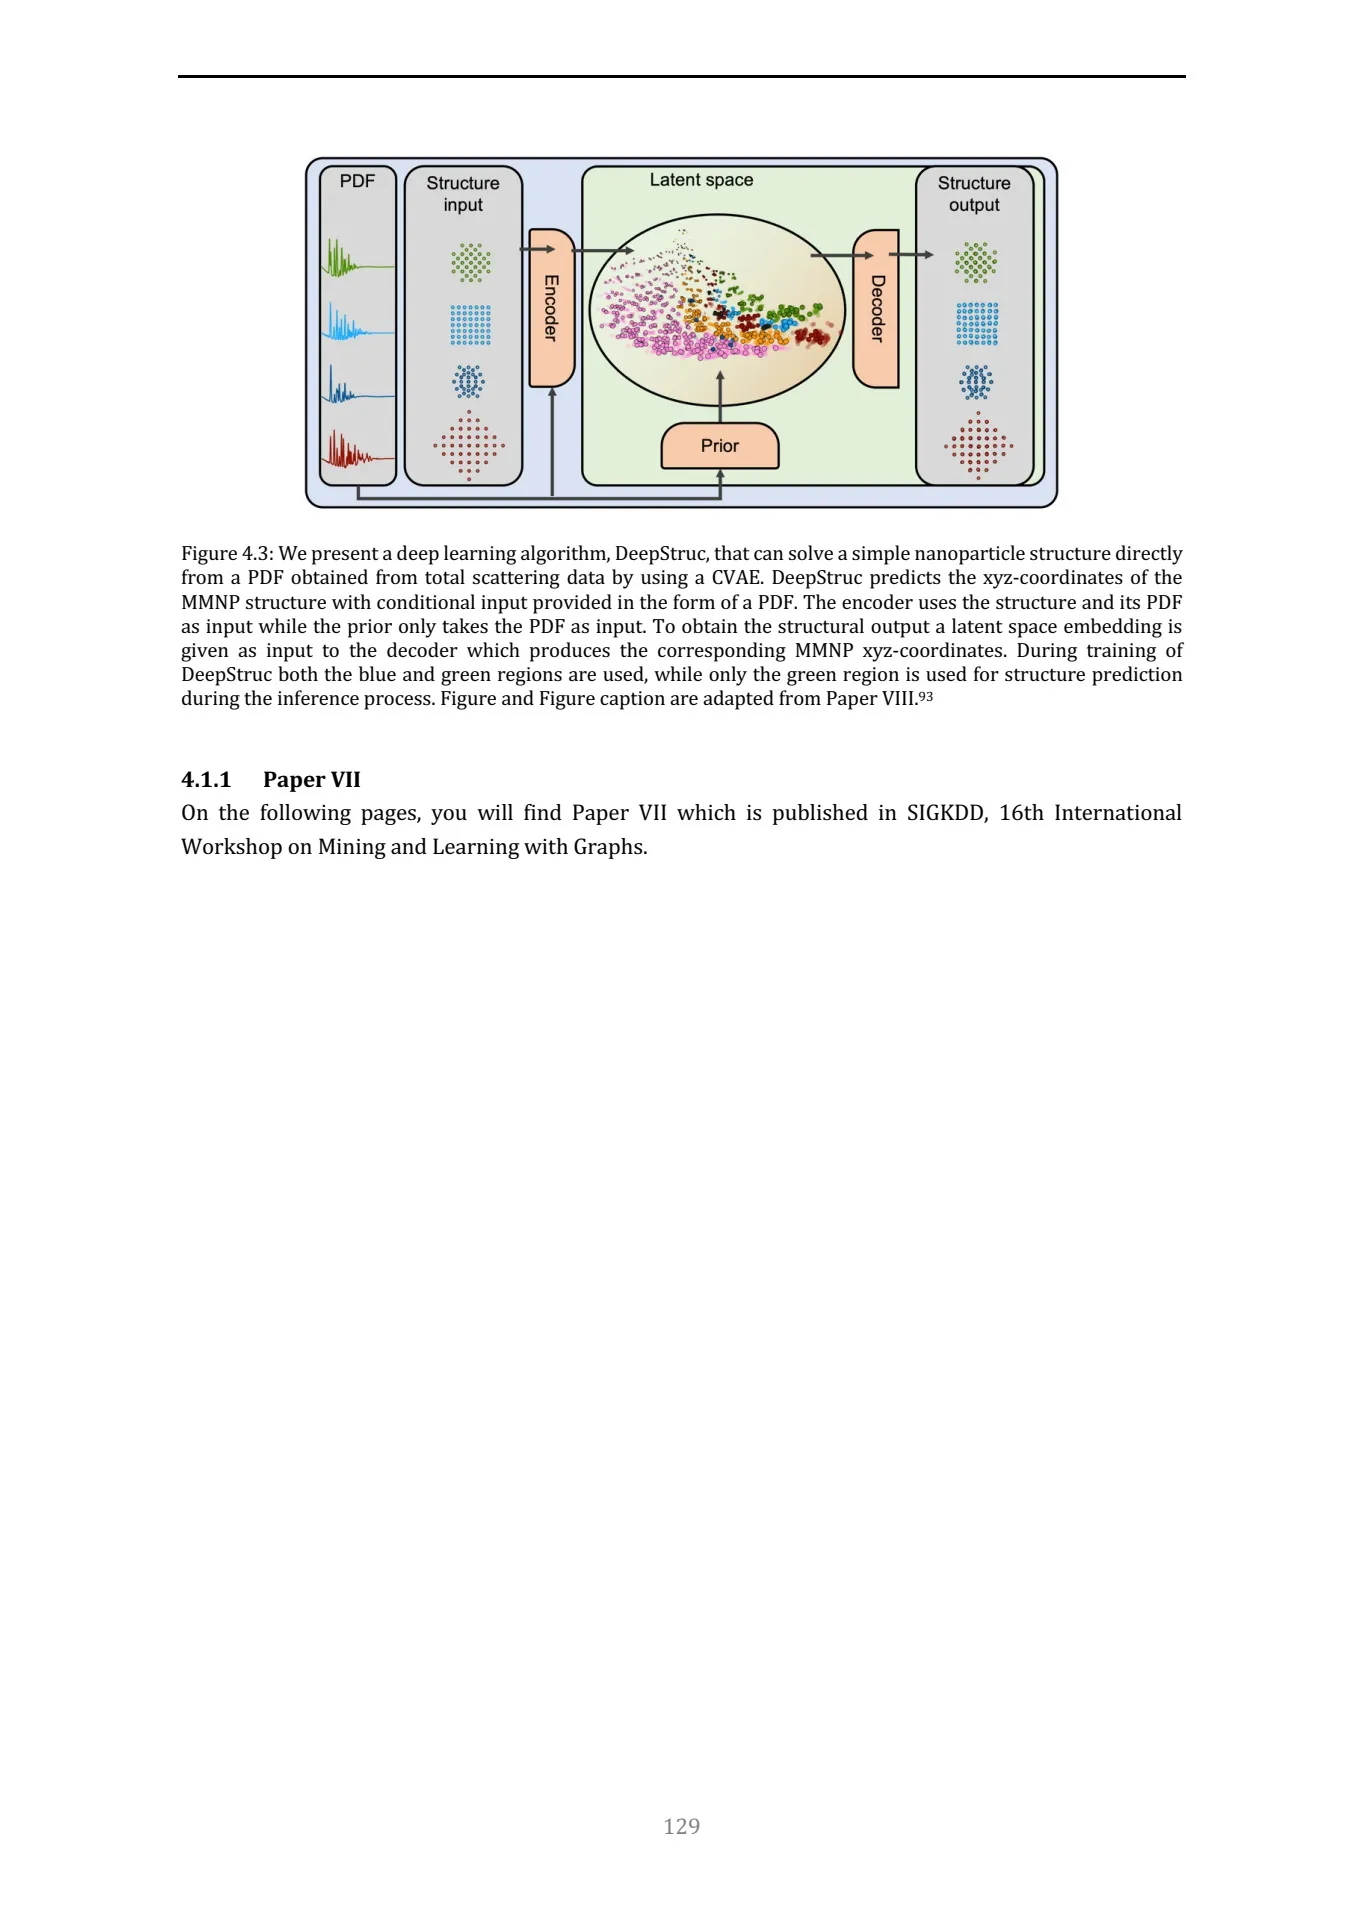 PDF
Structure
input
Encoder
Latent space
Prior
Decoder
Structure
output
Figure 4.3: We present a deep learning algorithm, DeepStruc, that can solve a simple nanoparticle structure directly
from a PDF obtained from total scattering data by using a CVAE. DeepStruc predicts the xyz-coordinates of the
MMNP structure with conditional input provided in the form of a PDF. The encoder uses the structure and its PDF
as input while the prior only takes the PDF as input. To obtain the structural output a latent space embedding is
given as input to the decoder which produces the corresponding MMNP xyz-coordinates. During training of
DeepStruc both the blue and green regions are used, while only the green region is used for structure prediction
during the inference process. Figure and Figure caption are adapted from Paper VIII.93
4.1.1 Paper VII
On the following pages, you will find Paper VII which is published in SIGKDD, 16th International
Workshop on Mining and Learning with Graphs.
129